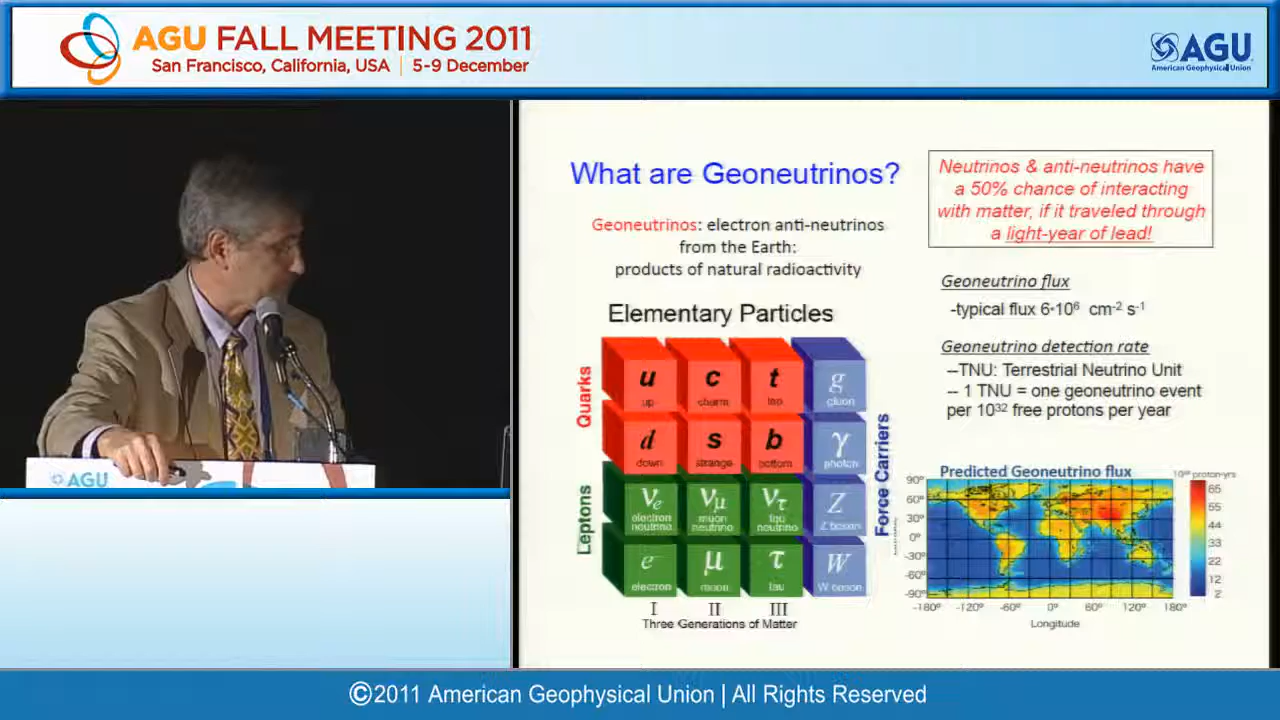 AGU FALL MEETING 2011
San Francisco, California, USA | 5-9 December
AGU
American Geophysical Union
AGU
What are Geoneutrinos?
Geoneutrinos: electron anti-neutrinos
from the Earth:
products of natural radioactivity
Neutrinos & anti-neutrinos have
a 50% chance of interacting
with matter, if it traveled through
a light-year of lead!
Geoneutrino flux
-typical flux 6•10⁶ cm⁻² s⁻¹
Geoneutrino detection rate
--TNU: Terrestrial Neutrino Unit
-- 1 TNU = one geoneutrino event
per 10³² free protons per year
Elementary Particles
Quarks
u c t g
up charm top gluon
d s b γ
down strange bottom photon
Leptons
νe νμ ντ Z
electron neutrino muon neutrino tau neutrino Z boson
e⁻ μ τ W
electron muon tau W boson
Force Carriers
I II III
Three Generations of Matter
Predicted Geoneutrino flux
10³² proton-yrs
90°
60°
30°
0°
-30°
-60°
-90°
-180° -120° -60° 0° 60° 120° 180°
Longitude
65
55
44
33
22
12
2
©2011 American Geophysical Union | All Rights Reserved